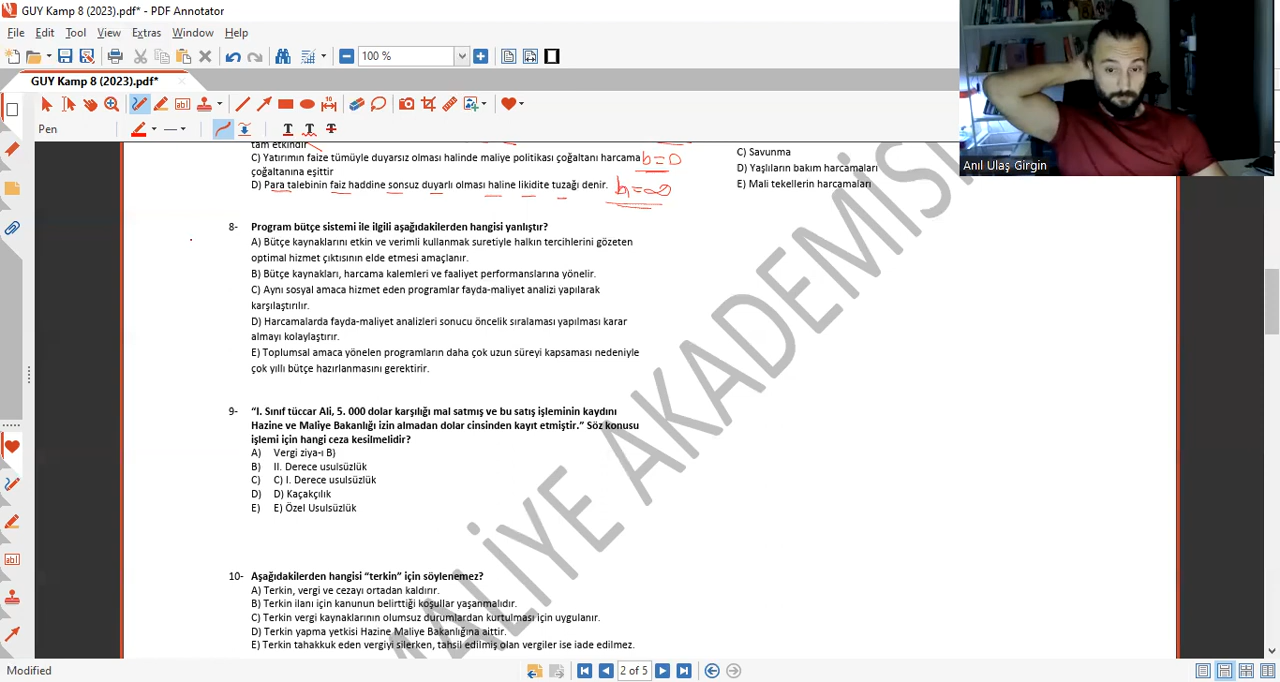 GUY Kamp 8 (2023).pdf* - PDF Annotator
File Edit Tool View Insert Extras Window Help
100 %
GUY Kamp 8 (2023).pdf*
Pen
tam etkindir
C) Yatırımın faize tümüyle duyarsız olması halinde maliye politikası çoğaltanı harcama b=0
çoğaltanına eşittir
D) Para talebinin faiz haddine sonsuz duyarlı olması haline likidite tuzağı denir. b₁=∞
8- Program bütçe sistemi ile ilgili aşağıdakilerden hangisi yanlıştır?
A) Bütçe kaynaklarını etkin ve verimli kullanmak suretiyle halkın tercihlerini gözeten
optimal hizmet çıktısının elde etmesi amaçlanır.
B) Bütçe kaynakları, harcama kalemleri ve faaliyet performanslarına yönelir.
C) Aynı sosyal amaca hizmet eden programlar fayda-maliyet analizi yapılarak
karşılaştırılır.
D) Harcamalarda fayda-maliyet analizleri sonucu öncelik sıralaması yapılması karar
almayı kolaylaştırır.
E) Toplumsal amaca yönelen programların daha çok uzun süreyi kapsaması nedeniyle
çok yıllı bütçe hazırlanmasını gerektirir.
9- "I. Sınıf tüccar Ali, 5. 000 dolar karşılığı mal satmış ve bu satış işleminin kaydını
Hazine ve Maliye Bakanlığı izin almadan dolar cinsinden kayıt etmiştir." Söz konusu
işlemi için hangi ceza kesilmelidir?
A) Vergi ziya-ı B)
B) II. Derece usulsüzlük
C) C) I. Derece usulsüzlük
D) D) Kaçakçılık
E) E) Özel Usulsüzlük
10- Aşağıdakilerden hangisi "terkin" için söylenemez?
A) Terkin, vergi ve cezayı ortadan kaldırır.
B) Terkin ilanı için kanunun belirttiği koşullar yaşanmalıdır.
C) Terkin vergi kaynaklarının olumsuz durumlardan kurtulması için uygulanır.
D) Terkin yapma yetkisi Hazine Maliye Bakanlığına aittir.
E) Terkin tahakkuk eden vergiyi silerken, tahsil edilmiş olan vergiler ise iade edilmez.
C) Savunma
D) Yaşlıların bakım harcamaları
E) Mali tekellerin harcamaları
MALİYE AKADEMİSİ
Anıl Ulaş Girgin
Modified
2 of 5